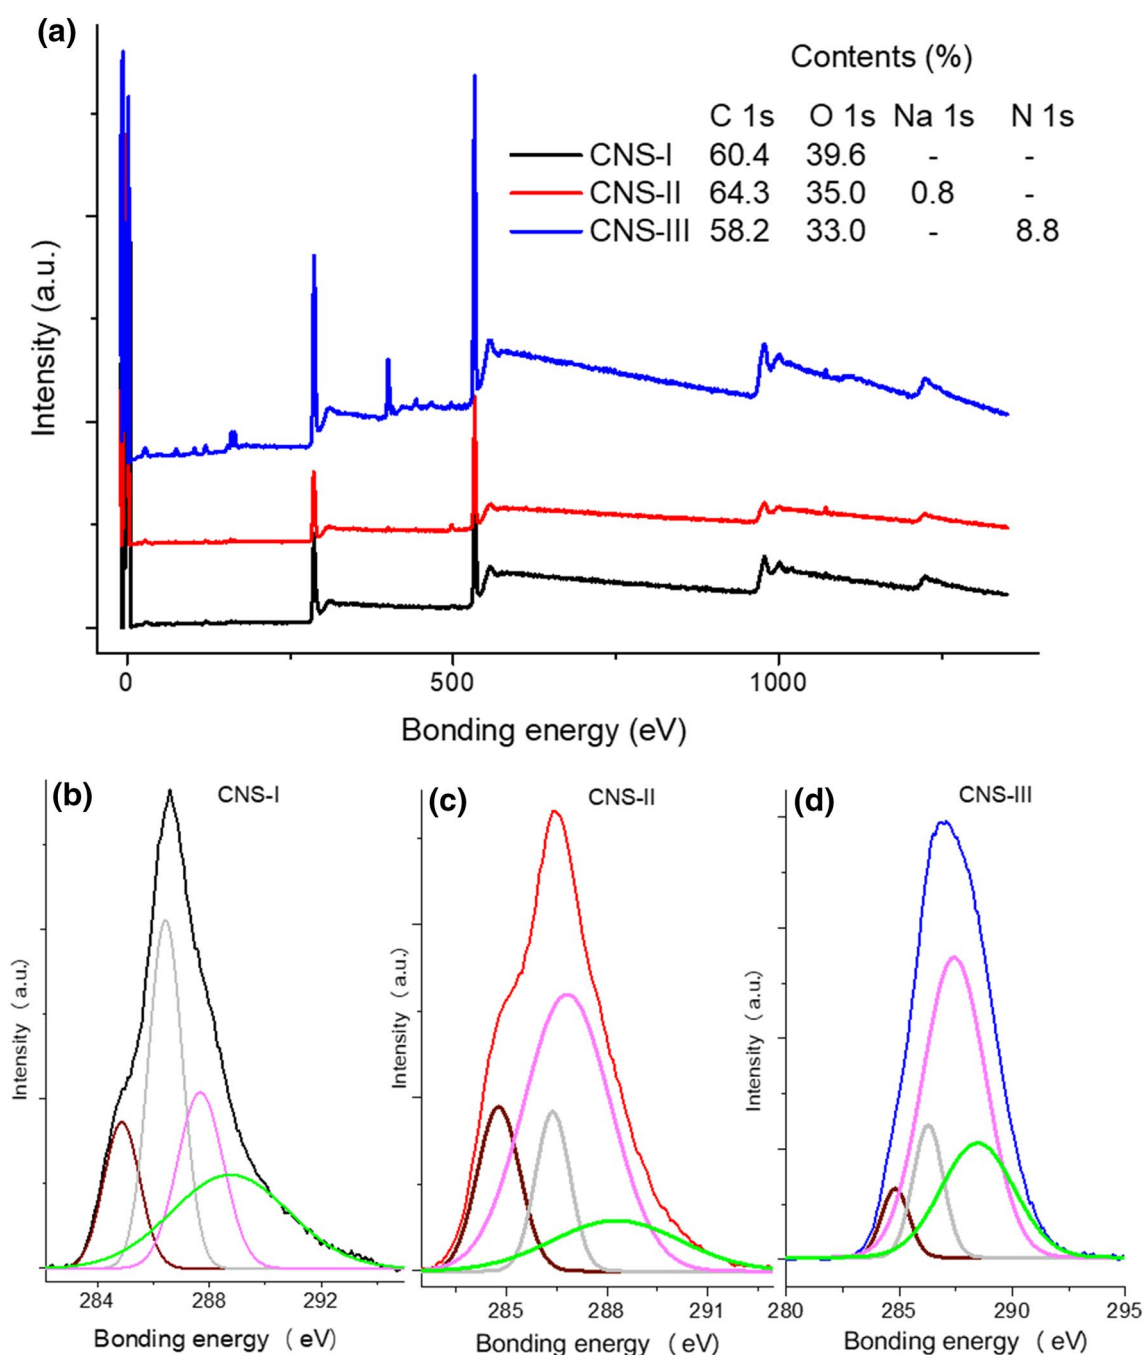 (a)
Contents (%)
C 1s O 1s Na 1s N 1s
CNS-I 60.4 39.6 - -
CNS-II 64.3 35.0 0.8 -
CNS-III 58.2 33.0 - 8.8
Intensity (a.u.)
0 500 1000
Bonding energy (eV)
(b) CNS-I
Intensity ( a.u.)
284 288 292
Bonding energy ( eV)
(c) CNS-II
Intensity ( a.u.)
285 288 291
Bonding energy ( eV)
(d) CNS-III
Intensity ( a.u.)
280 285 290 295
Bonding energy ( eV)